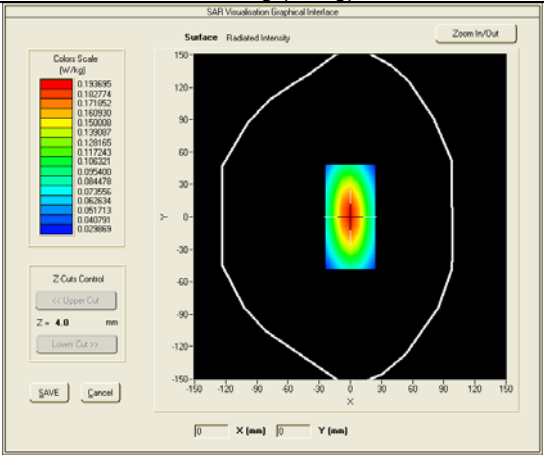 SAR Visualisation Graphical Interface
Surface Radiated Intensity
Zoom In/Out
Colors Scale
(W/kg)
0.193695
0.182774
0.171852
0.160930
0.150008
0.139087
0.128165
0.117243
0.106321
0.095400
0.084478
0.073556
0.062634
0.051713
0.040791
0.029869
Z-Cuts Control
<< Upper Cut
Z = 4.0 mm
Lower Cut >>
SAVE Cancel
150
120
90
60
30
0
-30
-60
-90
-120
-150
Y
-150 -120 -90 -60 -30 0 30 60 90 120 150
X
0 X (mm) 0 Y (mm)